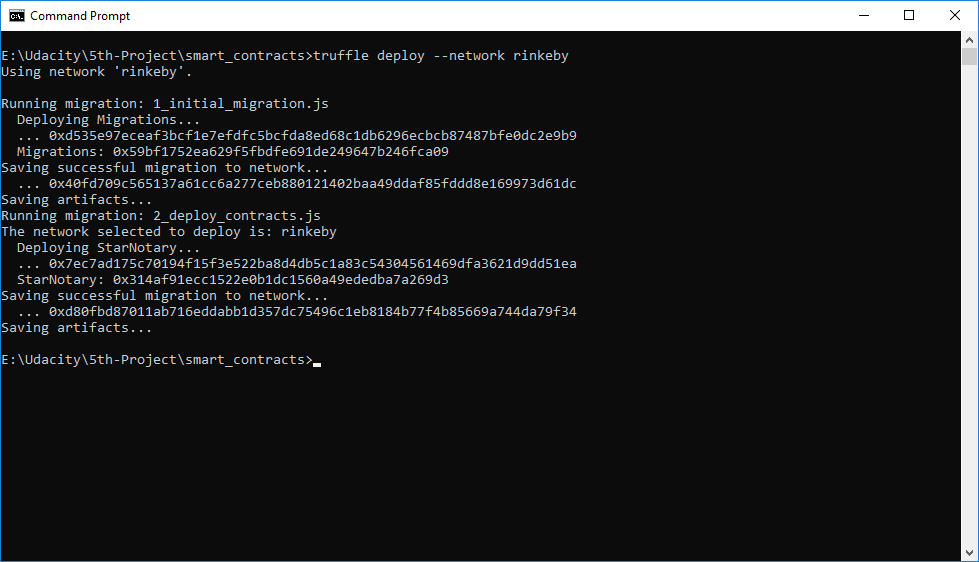 Command Prompt
E:\Udacity\5th-Project\smart_contracts>truffle deploy --network rinkeby
Using network 'rinkeby'.
Running migration: 1_initial_migration.js
  Deploying Migrations...
  ... 0xd535e97eceaf3bcf1e7efdfc5bcfda8ed68c1db6296ecbcb87487bfe0dc2e9b9
  Migrations: 0x59bf1752ea629f5fbdfe691de249647b246fca09
Saving successful migration to network...
  ... 0x40fd709c565137a61cc6a277ceb880121402baa49ddaf85fddd8e169973d61dc
Saving artifacts...
Running migration: 2_deploy_contracts.js
The network selected to deploy is: rinkeby
  Deploying StarNotary...
  ... 0x7ec7ad175c70194f15f3e522ba8d4db5c1a83c54304561469dfa3621d9dd51ea
  StarNotary: 0x314af91ecc1522e0b1dc1560a49ededba7a269d3
Saving successful migration to network...
  ... 0xd80fbd87011ab716eddabb1d357dc75496c1eb8184b77f4b85669a744da79f34
Saving artifacts...
E:\Udacity\5th-Project\smart_contracts>